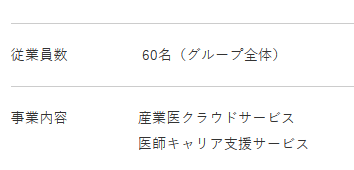 従業員数 60名（グループ全体）
事業内容 産業医クラウドサービス
医師キャリア支援サービス